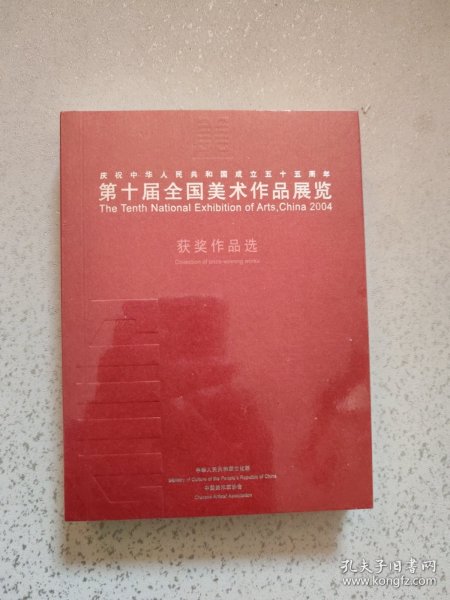 庆祝中华人民共和国成立五十五周年
第十届全国美术作品展览
The Tenth National Exhibition of Arts,China 2004
获奖作品选
Collection of prize-winning works
中华人民共和国文化部
Ministry of Culture of the People's Republic of China
中国美术家协会
Chinese Artists' Association
孔夫子旧书网
www.kongfz.com